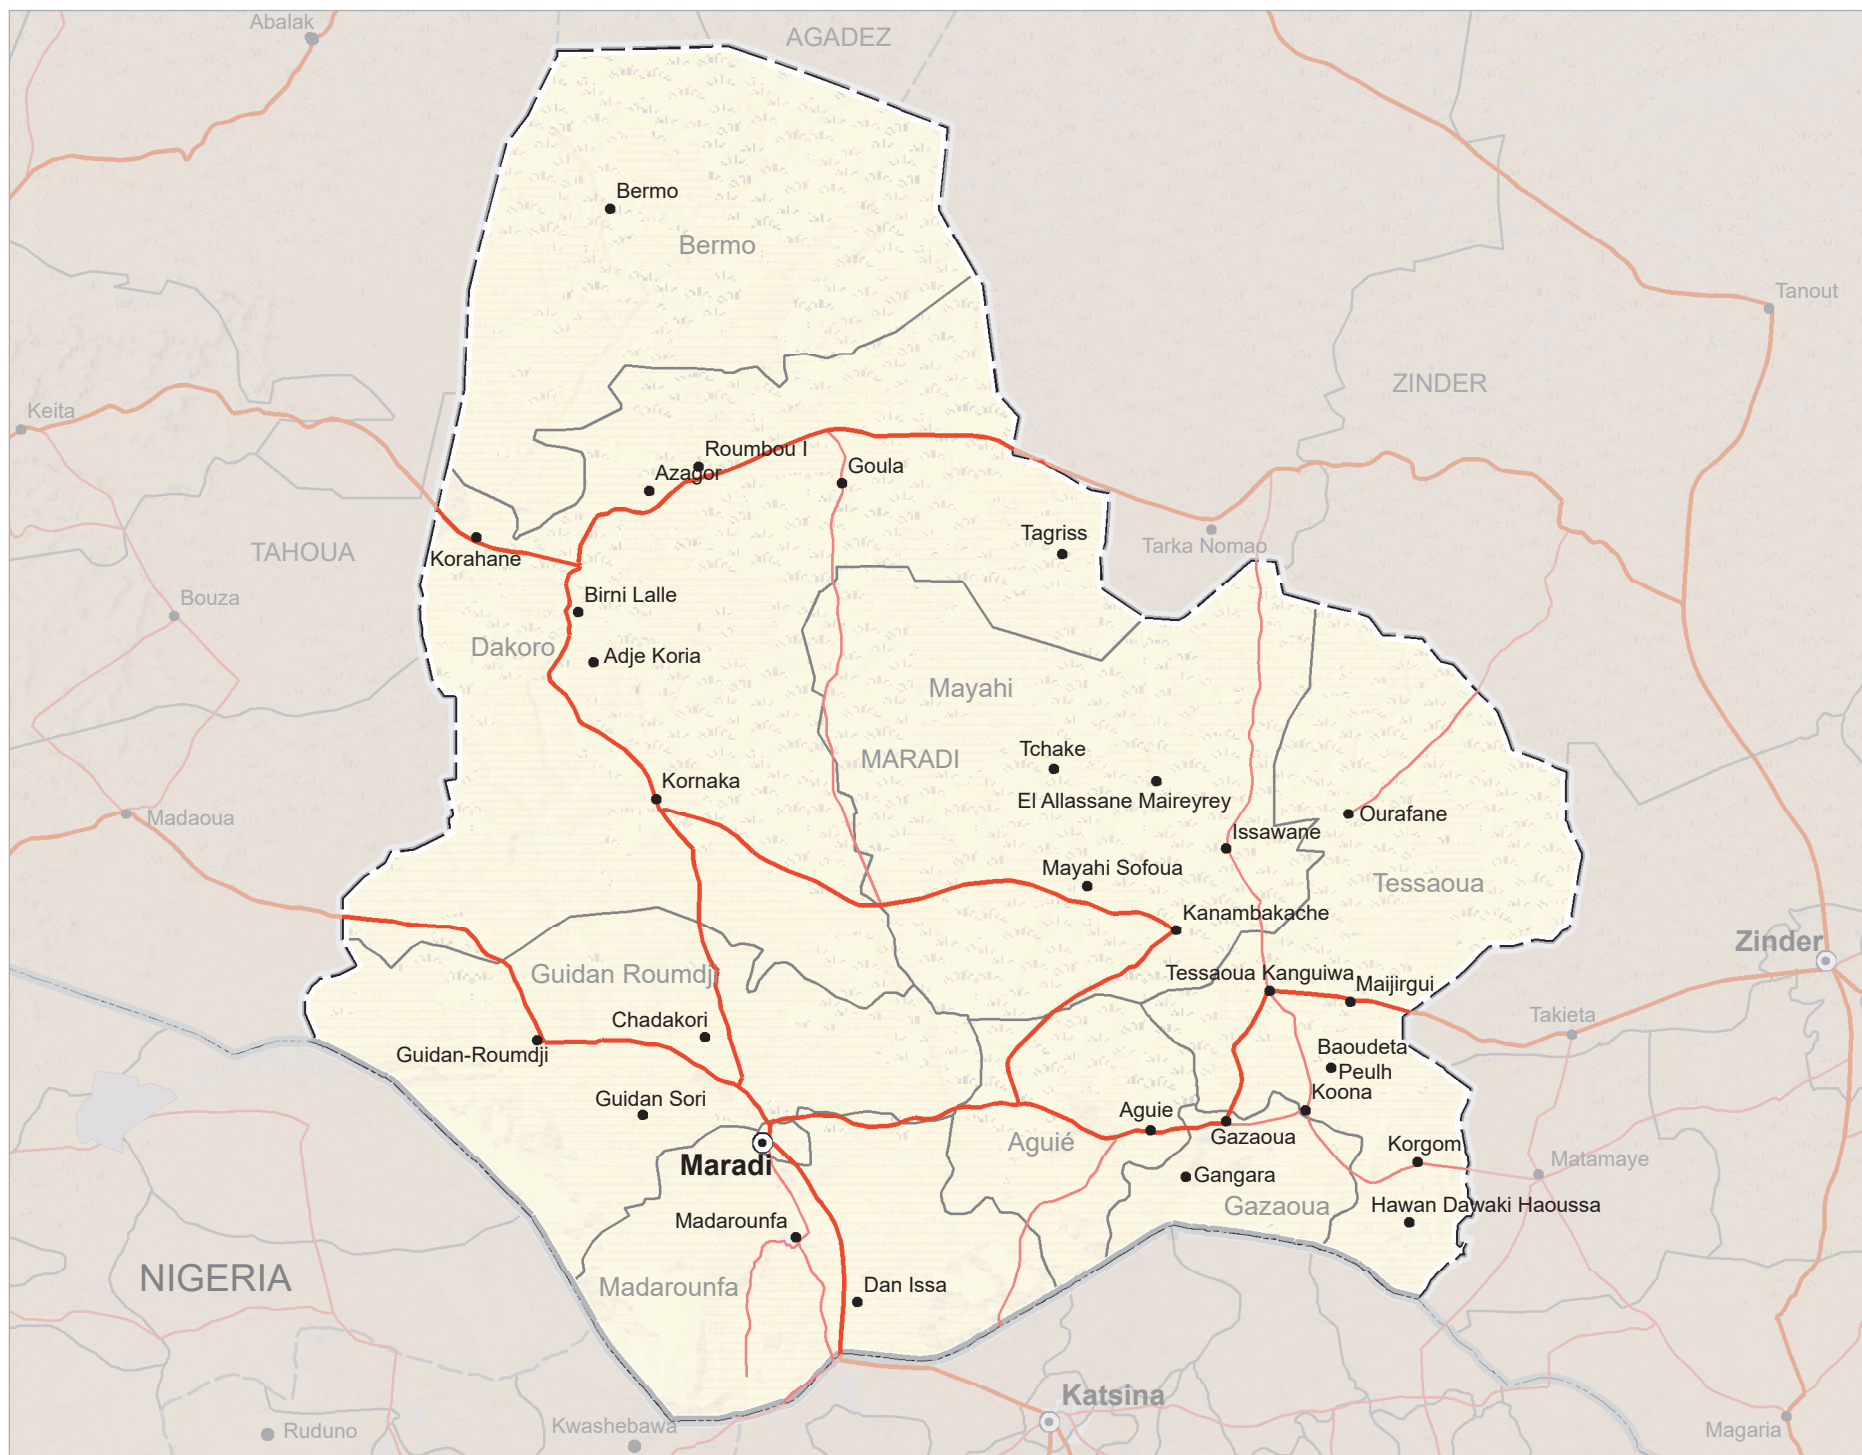 Abalak
AGADEZ
Bermo
Bermo
Tanout
ZINDER
Keita
Roumbou I
Azagor
Goula
Tagriss
Tarka Nomao
TAHOUA
Korahane
Birni Lalle
Bouza
Dakoro
Adje Koria
Mayahi
Tchake
MARADI
Kornaka
El Allassane Maireyrey
Madaoua
Ourafane
Issawane
Mayahi Sofoua
Tessaoua
Kanambakache
Zinder
Guidan Roumdji
Tessaoua Kanguiwa
Maijirgui
Takieta
Chadakori
Guidan-Roumdji
Baoudeta
Peulh
Koona
Guidan Sori
Aguie
Aguié
Gazaoua
Korgom
Maradi
Matamaye
Gangara
Gazaoua
Hawan Dawaki Haoussa
Madarounfa
NIGERIA
Madarounfa
Dan Issa
Katsina
Ruduno
Kwashebawa
Magaria